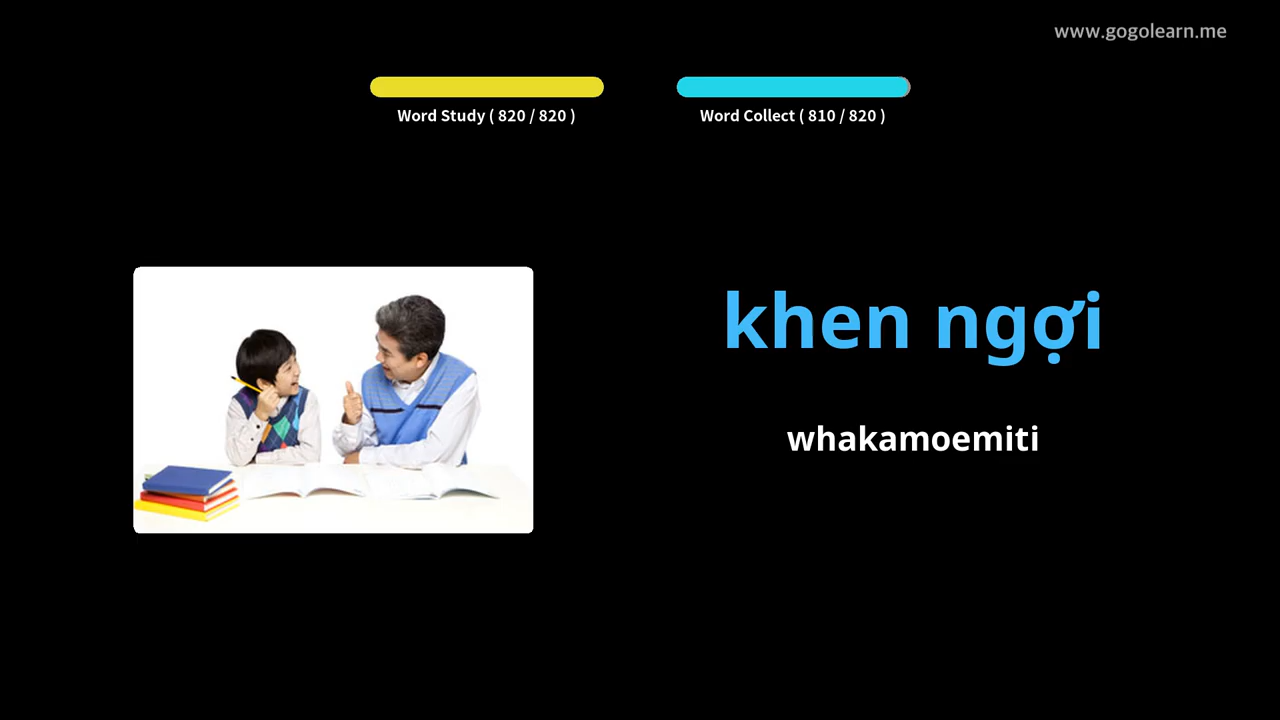 www.gogolearn.me
Word Study ( 820 / 820 )
Word Collect ( 810 / 820 )
khen ngợi
whakamoemiti